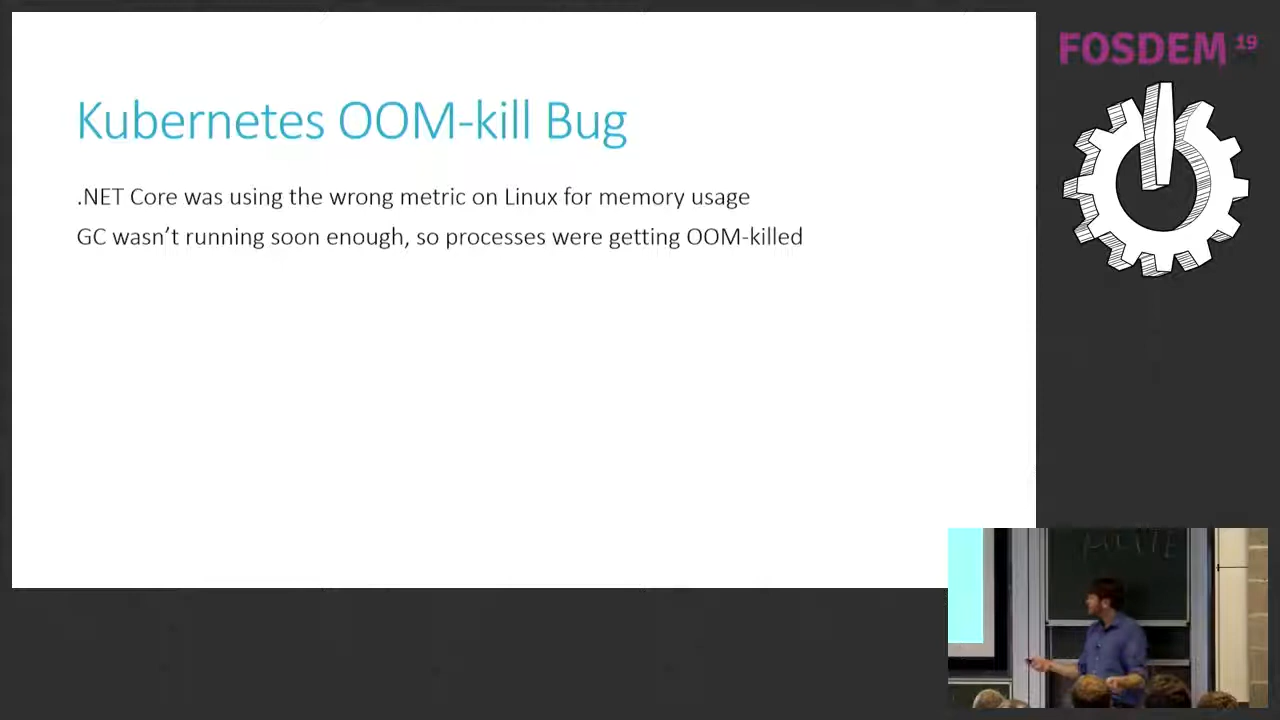 Kubernetes OOM-kill Bug
.NET Core was using the wrong metric on Linux for memory usage
GC wasn’t running soon enough, so processes were getting OOM-killed
FOSDEM 19